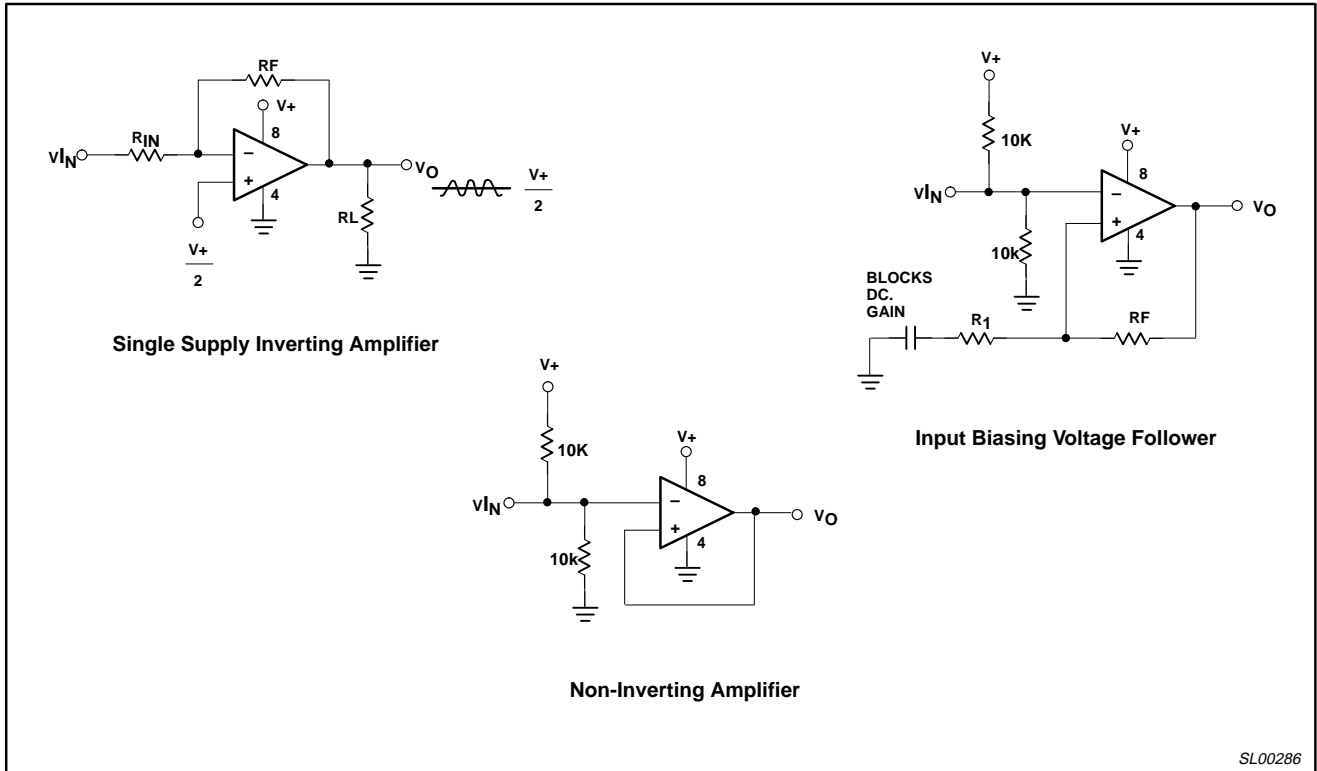 RF
V+
8
RIN
VIN
−
+
4
VO
V+
2
RL
V+
2
Single Supply Inverting Amplifier
V+
10K
V+
8
VIN
−
+
4
VO
10k
BLOCKS
DC.
GAIN
R1
RF
Input Biasing Voltage Follower
V+
10K
V+
8
VIN
−
+
4
VO
10k
Non-Inverting Amplifier
SL00286